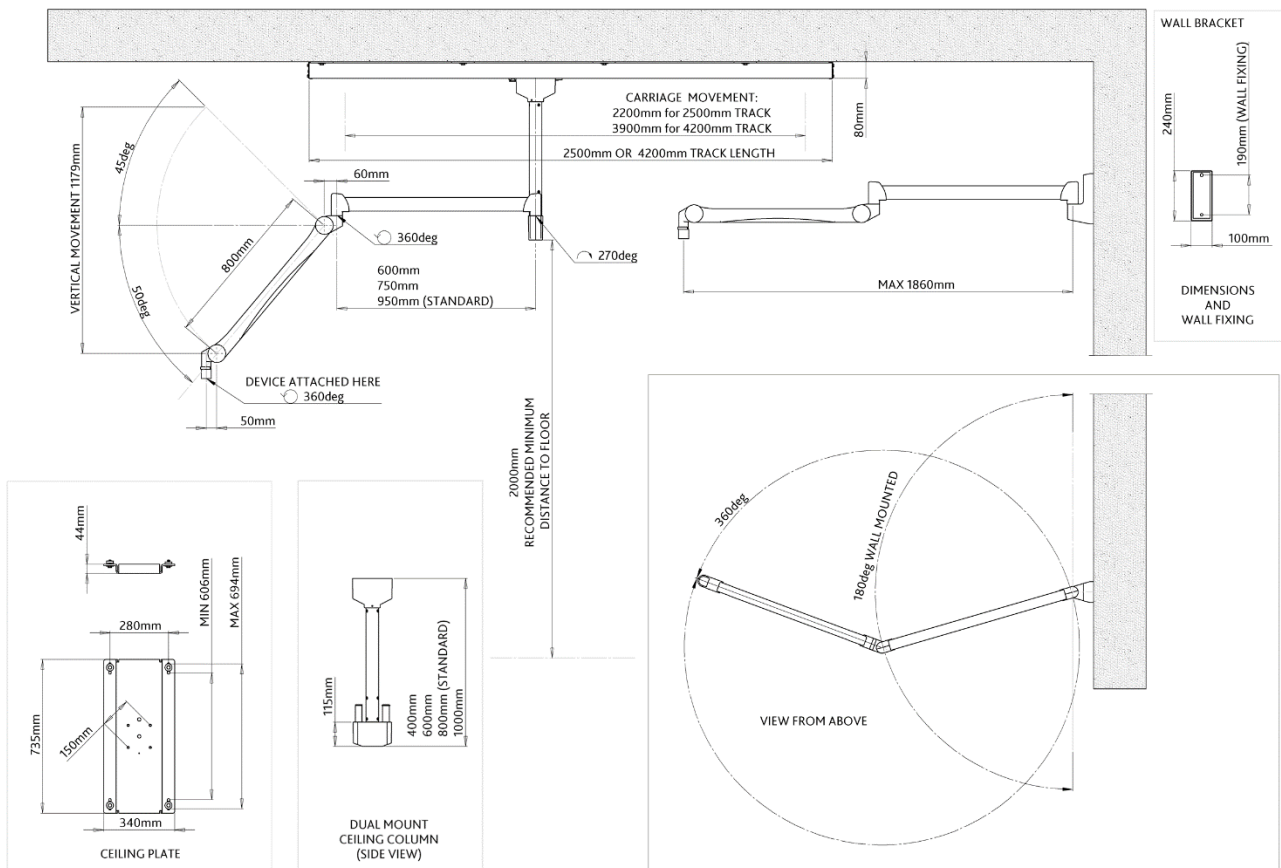 WALL BRACKET
240mm
190mm (WALL FIXING)
100mm
DIMENSIONS
AND
WALL FIXING
CARRIAGE MOVEMENT:
2200mm for 2500mm TRACK
3900mm for 4200mm TRACK
2500mm OR 4200mm TRACK LENGTH
80mm
VERTICAL MOVEMENT 1179mm
45deg
50deg
60mm
800mm
360deg
270deg
600mm
750mm
950mm (STANDARD)
MAX 1860mm
DEVICE ATTACHED HERE
360deg
50mm
2000mm
RECOMMENDED MINIMUM
DISTANCE TO FLOOR
44mm
280mm
MIN 606mm
MAX 694mm
735mm
150mm
340mm
CEILING PLATE
115mm
400mm
600mm
800mm (STANDARD)
1000mm
DUAL MOUNT
CEILING COLUMN
(SIDE VIEW)
360deg
180deg WALL MOUNTED
VIEW FROM ABOVE